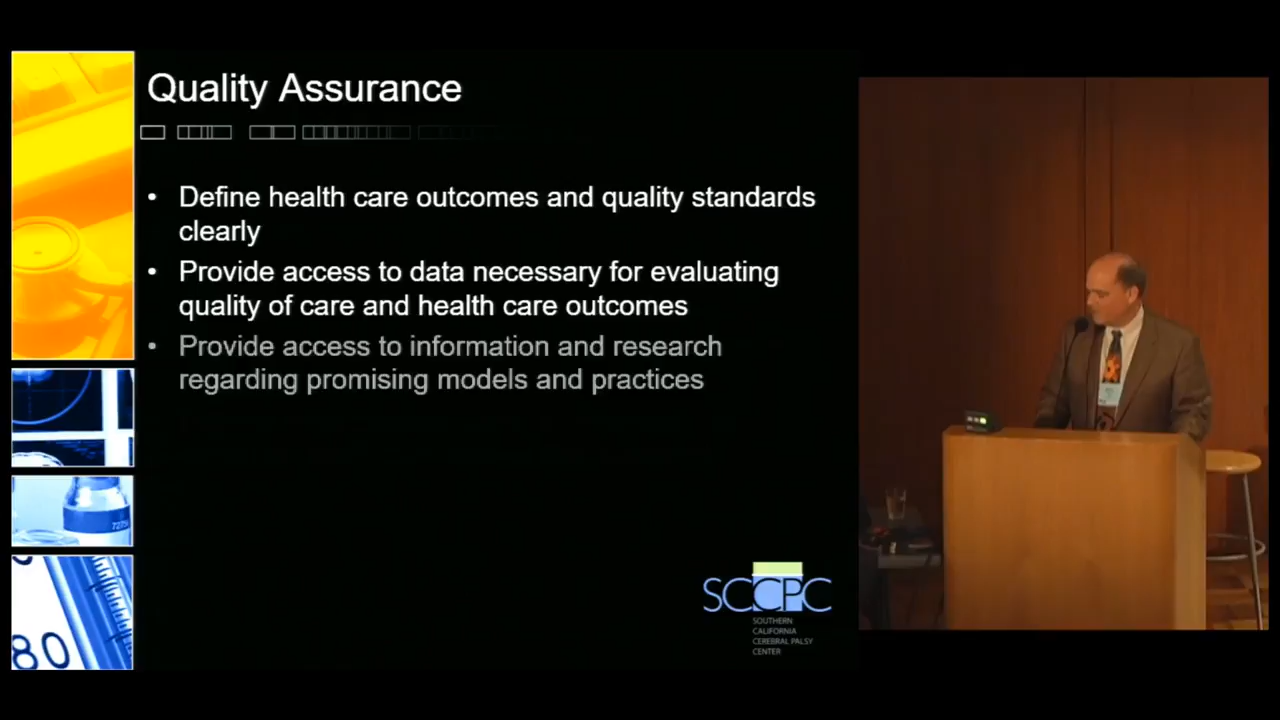 Quality Assurance
• Define health care outcomes and quality standards
clearly
• Provide access to data necessary for evaluating
quality of care and health care outcomes
• Provide access to information and research
regarding promising models and practices
80
SCCPC
SOUTHERN
CALIFORNIA
CEREBRAL PALSY
CENTER